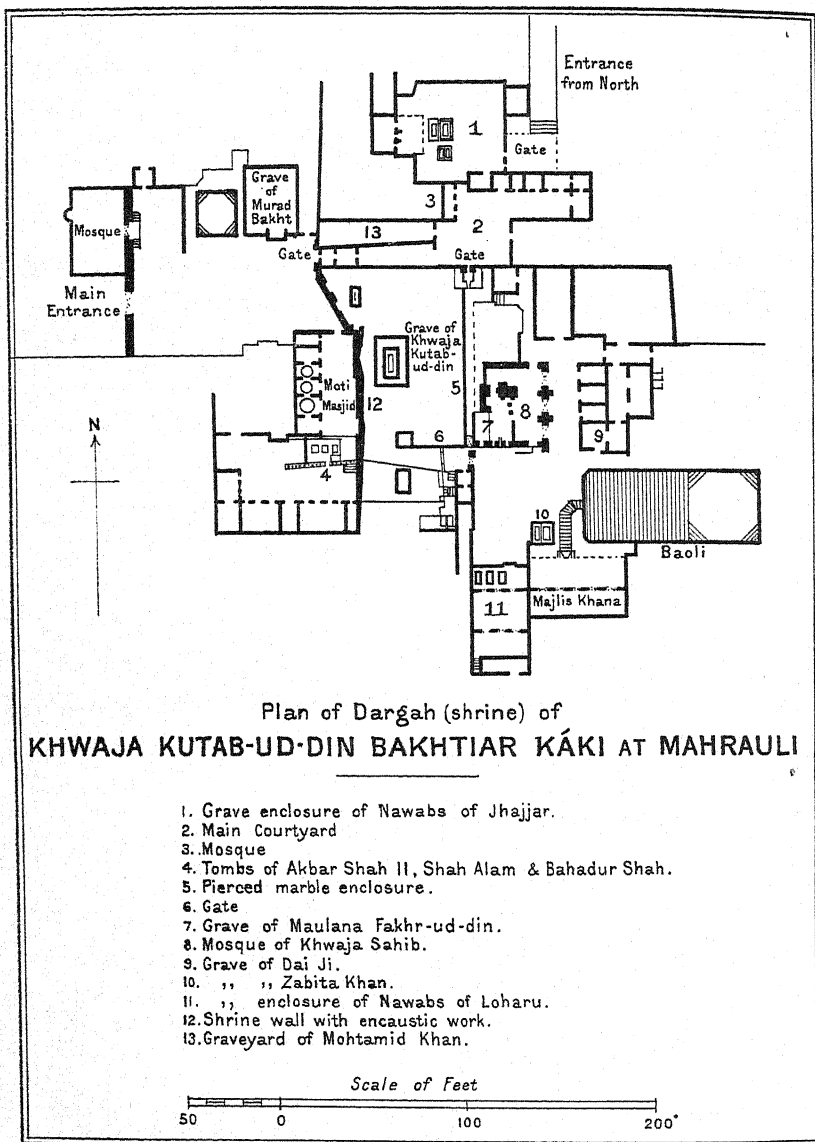 Entrance
from North
1
Gate
Grave
of
Murad
Bakht
3
2
Mosque
13
Gate
Gate
Main
Entrance
Grave of
Khwaja
Kutab-
ud-din
Moti
Masjid
12
5
7
8
9
6
N
4
10
Baoli
11
Majlis Khana
Plan of Dargah (shrine) of
KHWAJA KUTAB-UD-DIN BAKHTIAR KÁKI AT MAHRAULI
1. Grave enclosure of Nawabs of Jhajjar.
2. Main Courtyard
3. Mosque
4. Tombs of Akbar Shah II, Shah Alam & Bahadur Shah.
5. Pierced marble enclosure.
6. Gate
7. Grave of Maulana Fakhr-ud-din.
8. Mosque of Khwaja Sahib.
9. Grave of Dai Ji.
10. ,, ,, Zabita Khan.
11. ,, enclosure of Nawabs of Loharu.
12. Shrine wall with encaustic work.
13. Graveyard of Mohtamid Khan.
Scale of Feet
50 0 100 200